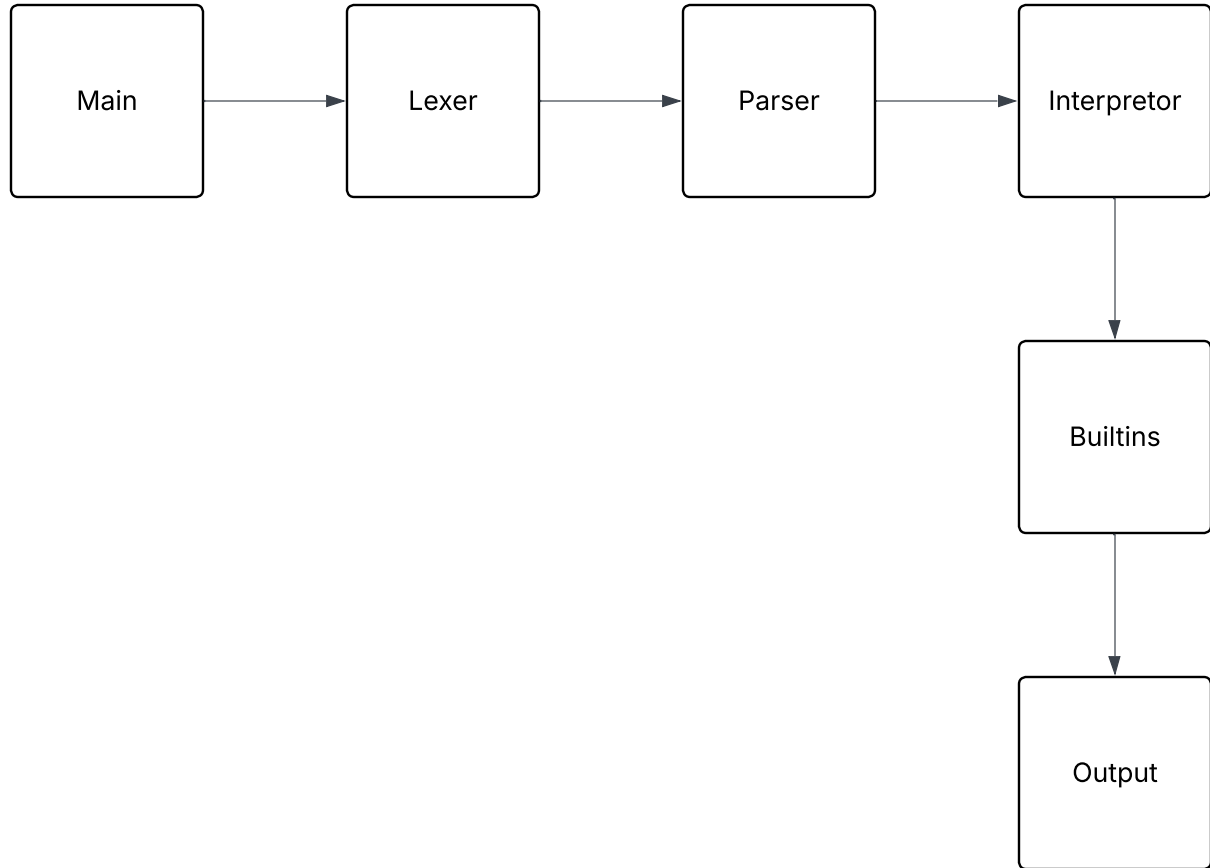 Main
Lexer
Parser
Interpretor
Builtins
Output